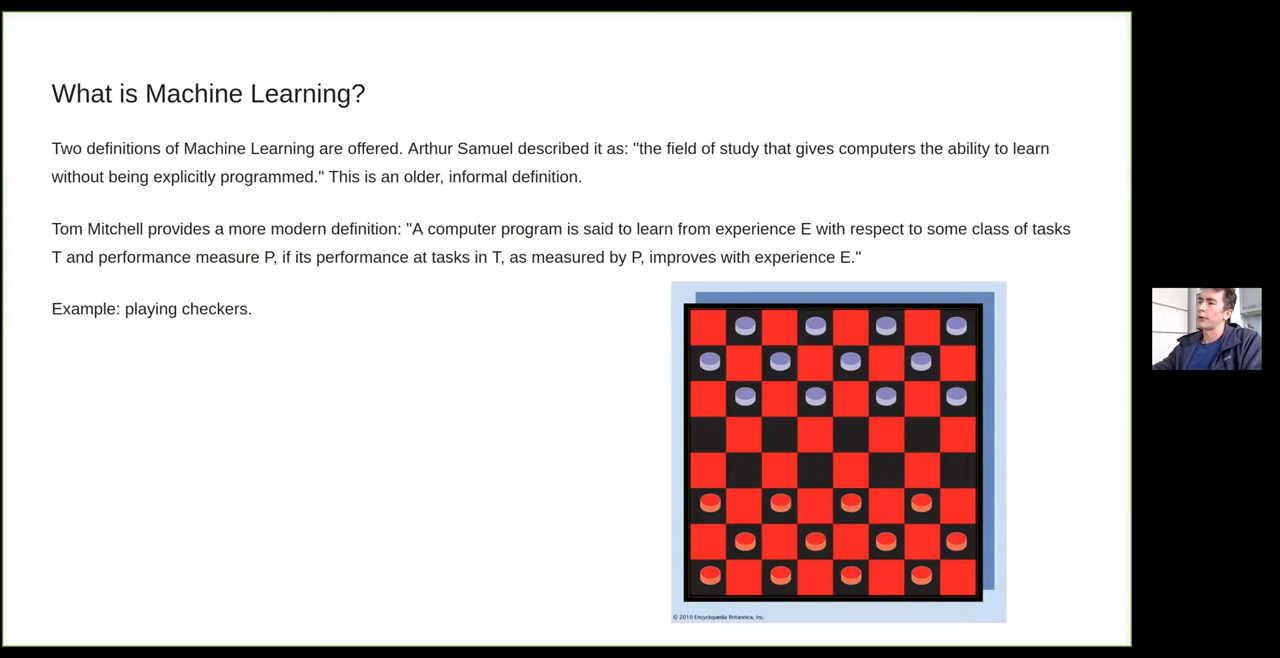 What is Machine Learning?
Two definitions of Machine Learning are offered. Arthur Samuel described it as: "the field of study that gives computers the ability to learn
without being explicitly programmed." This is an older, informal definition.
Tom Mitchell provides a more modern definition: "A computer program is said to learn from experience E with respect to some class of tasks
T and performance measure P, if its performance at tasks in T, as measured by P, improves with experience E."
Example: playing checkers.
© 2010 Encyclopædia Britannica, Inc.